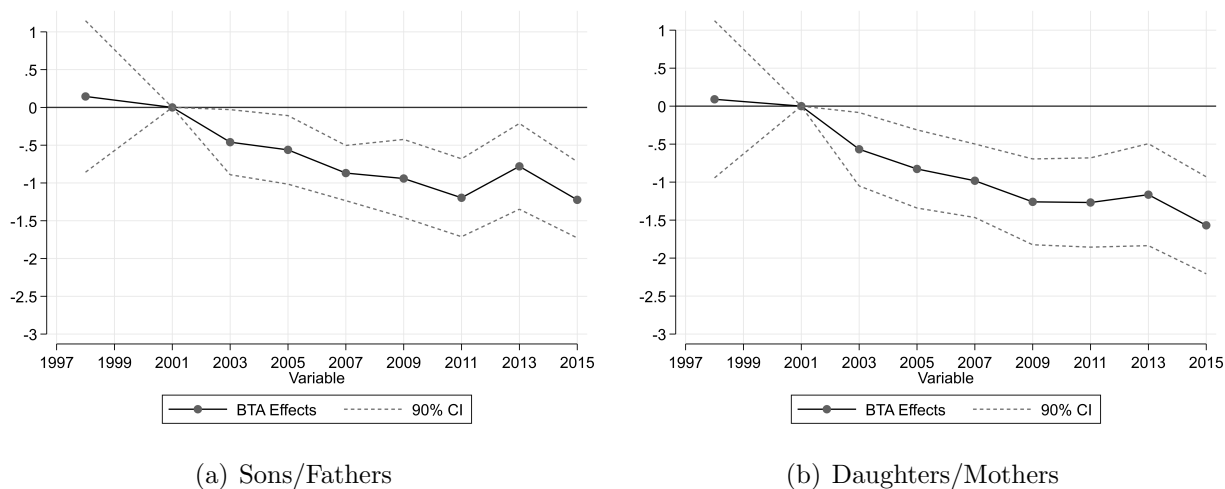 1
.5
0
-.5
-1
-1.5
-2
-2.5
-3
1997 1999 2001 2003 2005 2007 2009 2011 2013 2015
Variable
BTA Effects 90% CI
(a) Sons/Fathers
1
.5
0
-.5
-1
-1.5
-2
-2.5
-3
1997 1999 2001 2003 2005 2007 2009 2011 2013 2015
Variable
BTA Effects 90% CI
(b) Daughters/Mothers